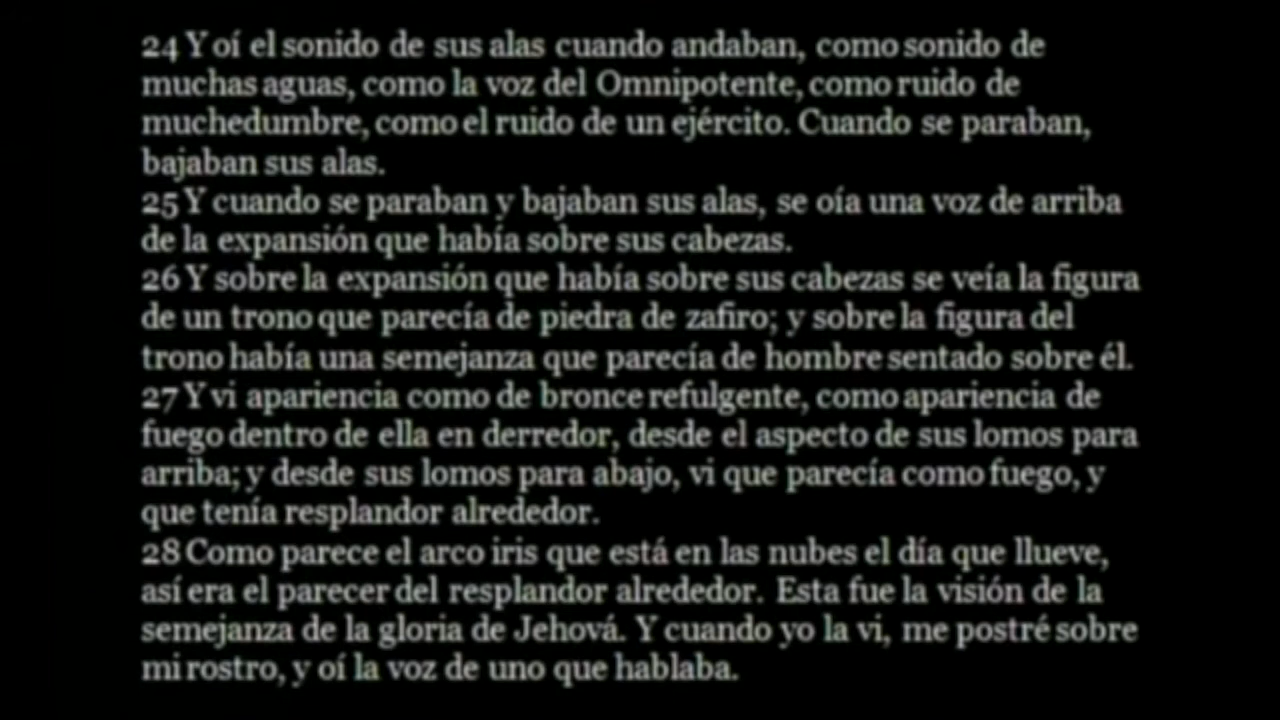 24 Y oí el sonido de sus alas cuando andaban, como sonido de
muchas aguas, como la voz del Omnipotente, como ruido de
muchedumbre, como el ruido de un ejército. Cuando se paraban,
bajaban sus alas.
25 Y cuando se paraban y bajaban sus alas, se oía una voz de arriba
de la expansión que había sobre sus cabezas.
26 Y sobre la expansión que había sobre sus cabezas se veía la figura
de un trono que parecía de piedra de zafiro; y sobre la figura del
trono había una semejanza que parecía de hombre sentado sobre él.
27 Y vi apariencia como de bronce refulgente, como apariencia de
fuego dentro de ella en derredor, desde el aspecto de sus lomos para
arriba; y desde sus lomos para abajo, vi que parecía como fuego, y
que tenía resplandor alrededor.
28 Como parece el arco iris que está en las nubes el día que llueve,
así era el parecer del resplandor alrededor. Esta fue la visión de la
semejanza de la gloria de Jehová. Y cuando yo la vi, me postré sobre
mi rostro, y oí la voz de uno que hablaba.